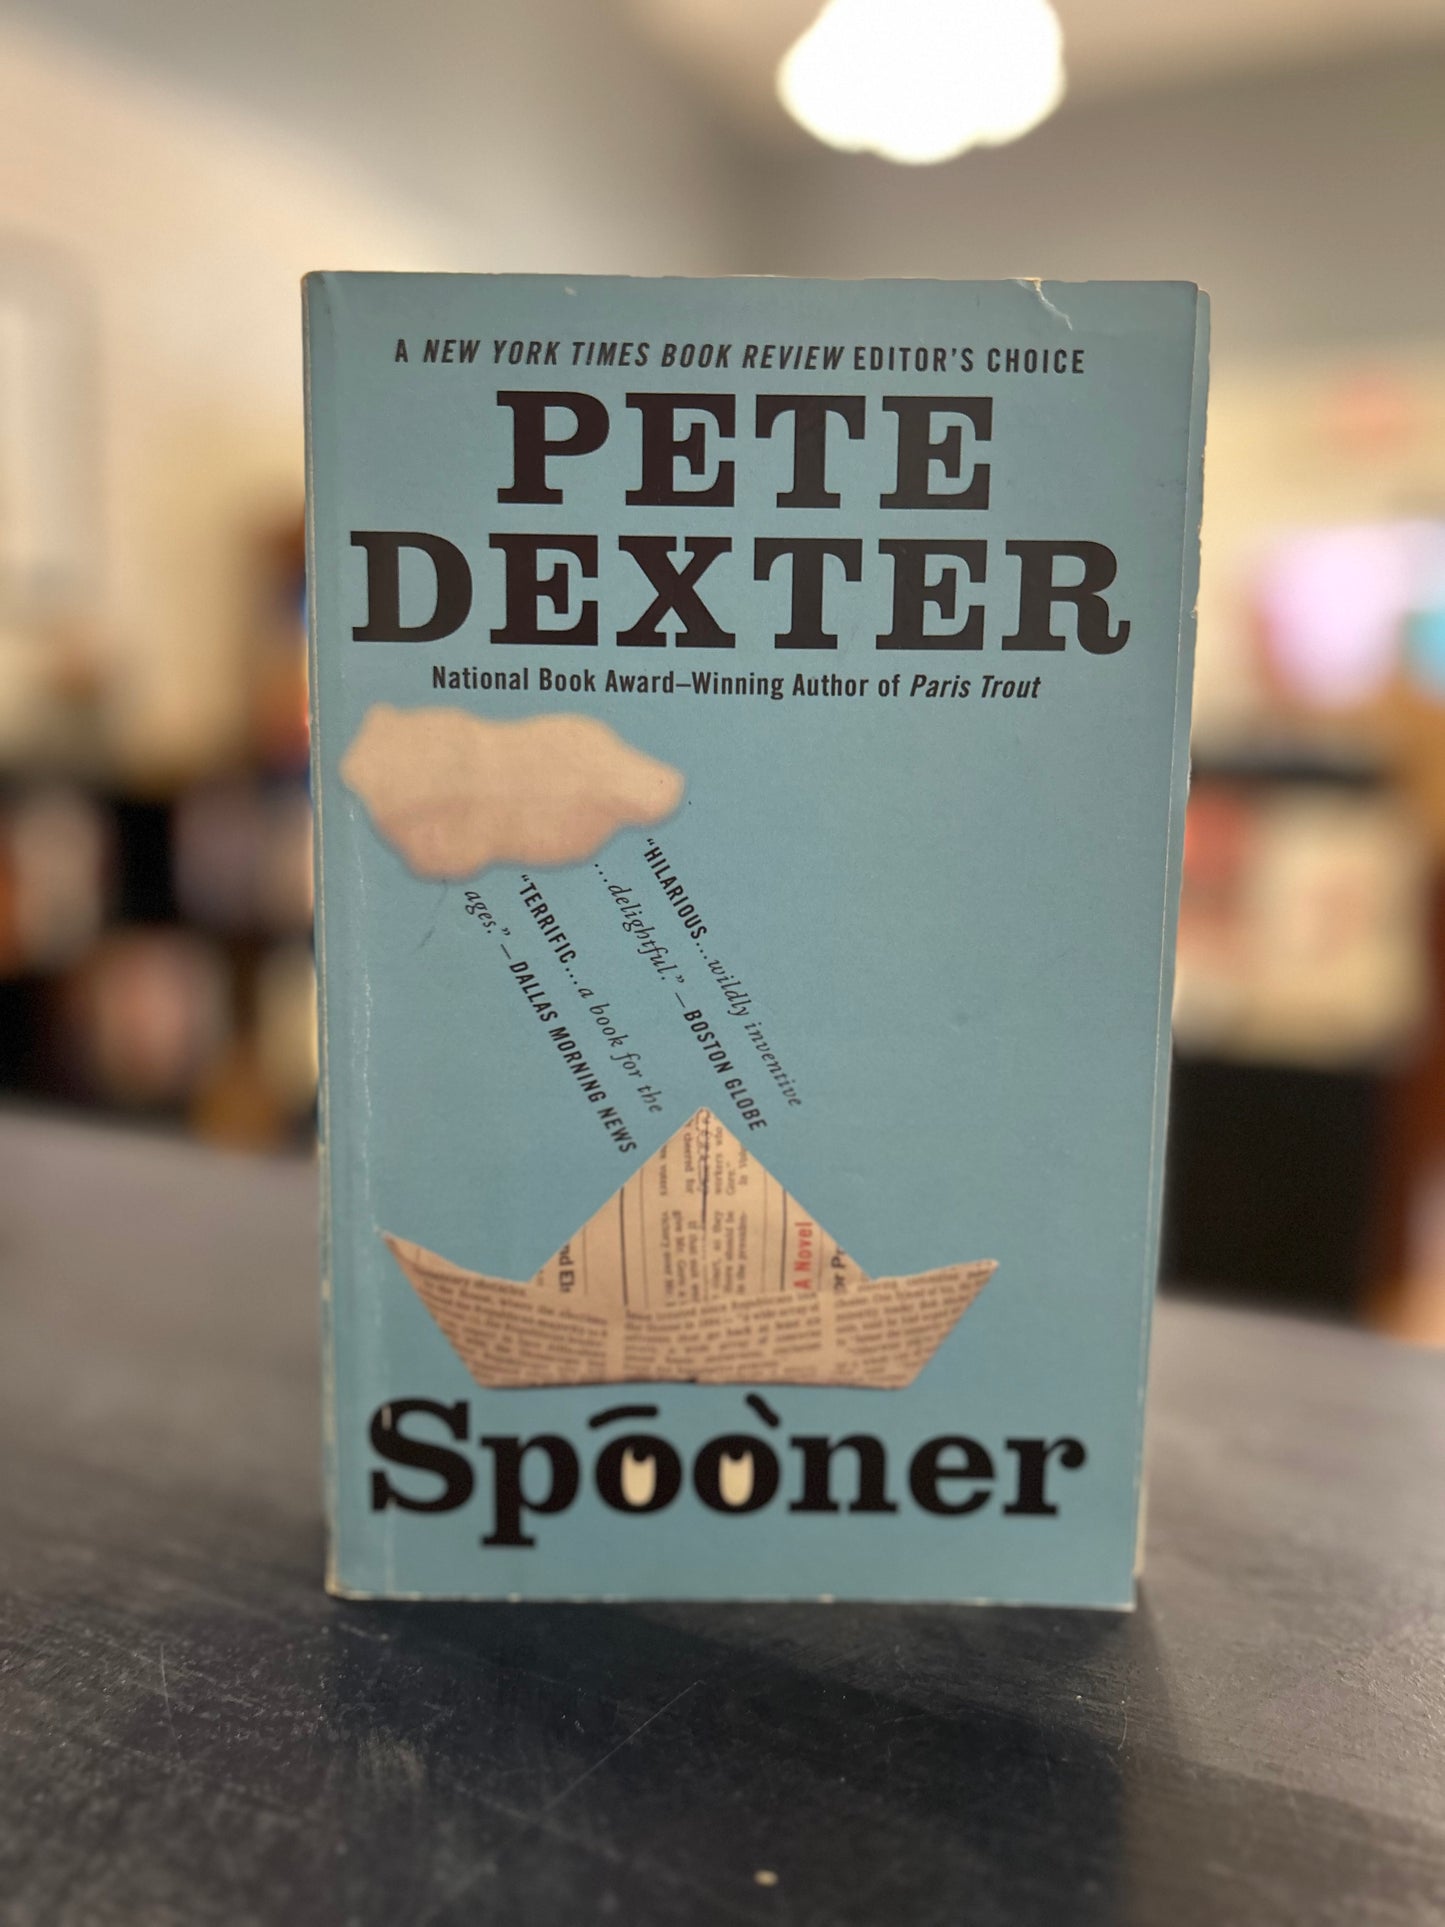 A NEW YORK TIMES BOOK REVIEW EDITOR'S CHOICE
PETE
DEXTER
National Book Award–Winning Author of Paris Trout
"HILARIOUS...wildly inventive
...delightful." —BOSTON GLOBE
"TERRIFIC...a book for the
ages." —DALLAS MORNING NEWS
A Novel
Spooner